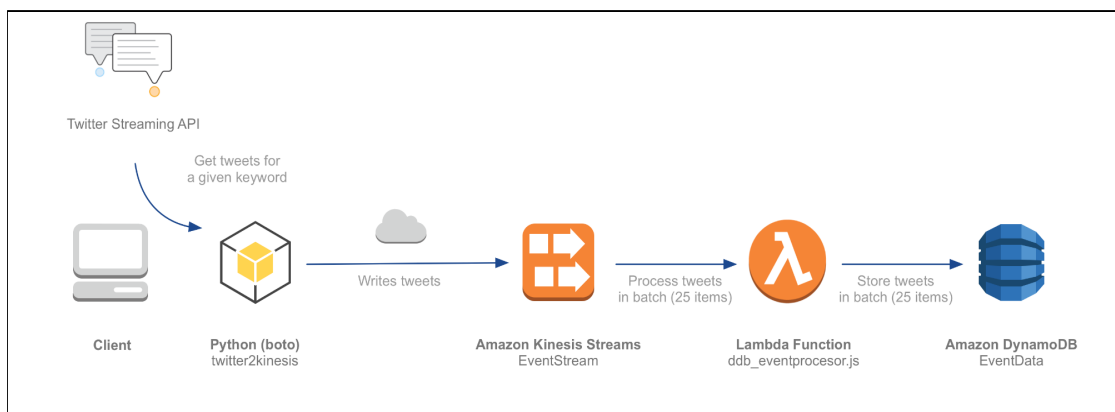 Twitter Streaming API
Get tweets for
a given keyword
Writes tweets
Process tweets
in batch (25 items)
Store tweets
in batch (25 items)
Client
Python (boto)
twitter2kinesis
Amazon Kinesis Streams
EventStream
Lambda Function
ddb_eventprocesor.js
Amazon DynamoDB
EventData